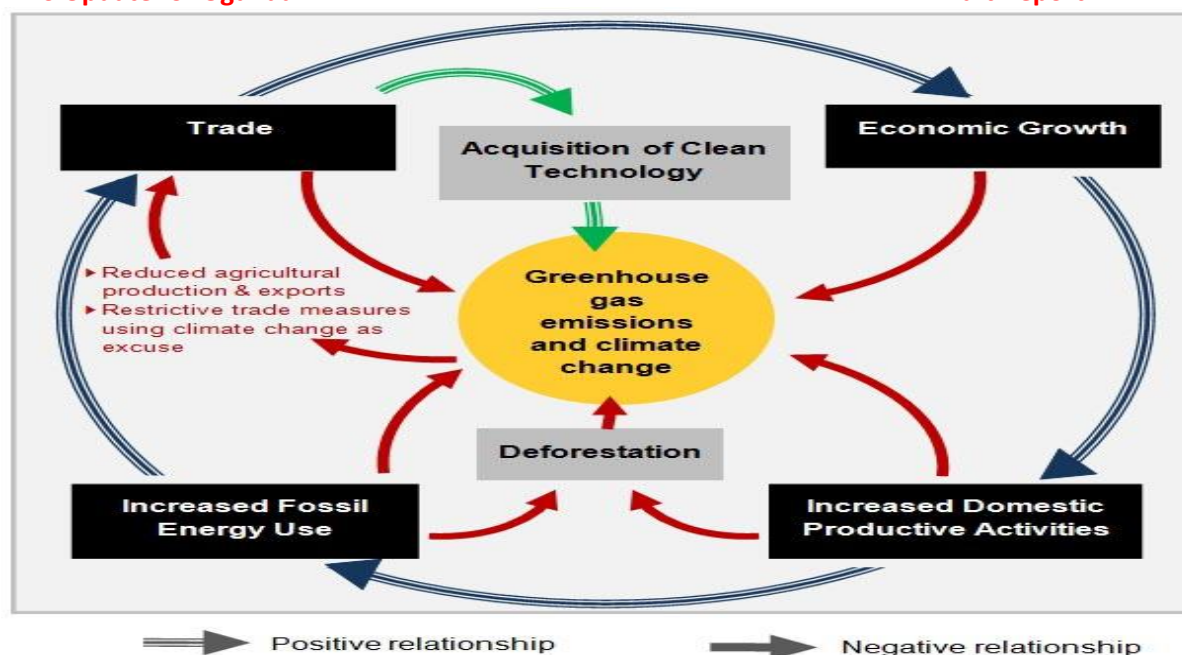 Trade
Economic Growth
Acquisition of Clean
Technology
Greenhouse
gas
emissions
and climate
change
▸ Reduced agricultural
production & exports
▸ Restrictive trade measures
using climate change as
excuse
Deforestation
Increased Fossil
Energy Use
Increased Domestic
Productive Activities
Positive relationship
Negative relationship